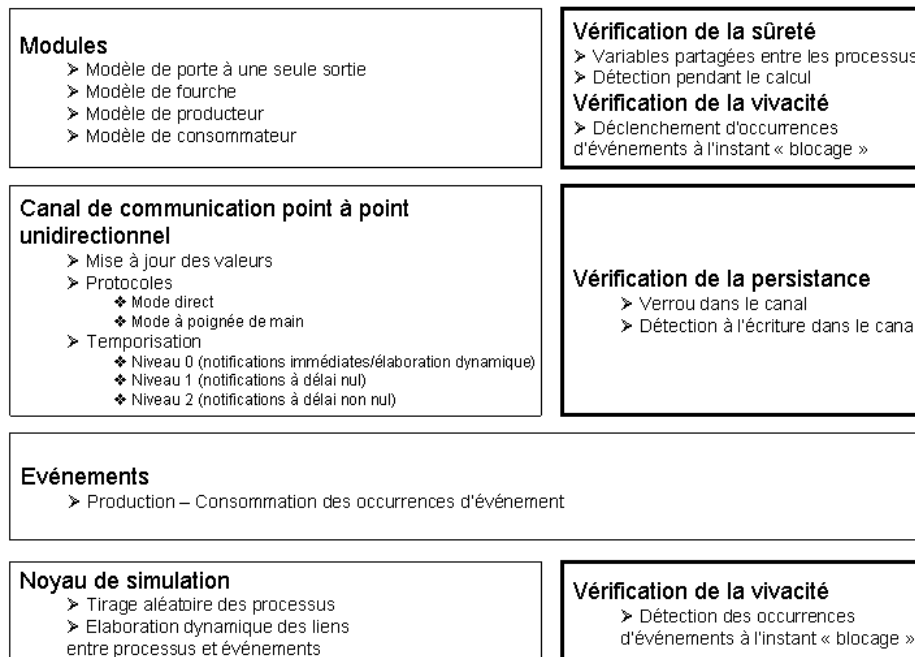 Modules
➢ Modèle de porte à une seule sortie
➢ Modèle de fourche
➢ Modèle de producteur
➢ Modèle de consommateur
Vérification de la sûreté
➢ Variables partagées entre les processus
➢ Détection pendant le calcul
Vérification de la vivacité
➢ Déclenchement d'occurrences
d'événements à l'instant « blocage »
Canal de communication point à point
unidirectionnel
➢ Mise à jour des valeurs
➢ Protocoles
❖ Mode direct
❖ Mode à poignée de main
➢ Temporisation
❖ Niveau 0 (notifications immédiates/élaboration dynamique)
❖ Niveau 1 (notifications à délai nul)
❖ Niveau 2 (notifications à délai non nul)
Vérification de la persistance
➢ Verrou dans le canal
➢ Détection à l'écriture dans le canal
Evénements
➢ Production – Consommation des occurrences d'événement
Noyau de simulation
➢ Tirage aléatoire des processus
➢ Elaboration dynamique des liens
entre processus et événements
Vérification de la vivacité
➢ Détection des occurrences
d'événements à l'instant « blocage »